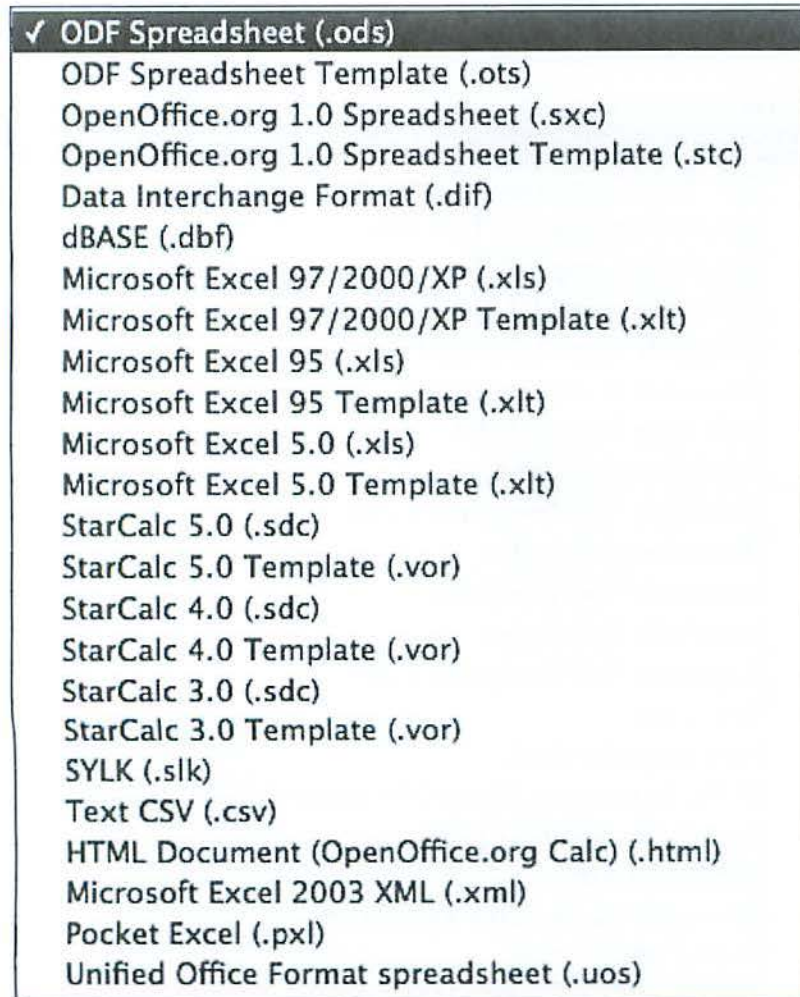 ✓ ODF Spreadsheet (.ods)
ODF Spreadsheet Template (.ots)
OpenOffice.org 1.0 Spreadsheet (.sxc)
OpenOffice.org 1.0 Spreadsheet Template (.stc)
Data Interchange Format (.dif)
dBASE (.dbf)
Microsoft Excel 97/2000/XP (.xls)
Microsoft Excel 97/2000/XP Template (.xlt)
Microsoft Excel 95 (.xls)
Microsoft Excel 95 Template (.xlt)
Microsoft Excel 5.0 (.xls)
Microsoft Excel 5.0 Template (.xlt)
StarCalc 5.0 (.sdc)
StarCalc 5.0 Template (.vor)
StarCalc 4.0 (.sdc)
StarCalc 4.0 Template (.vor)
StarCalc 3.0 (.sdc)
StarCalc 3.0 Template (.vor)
SYLK (.slk)
Text CSV (.csv)
HTML Document (OpenOffice.org Calc) (.html)
Microsoft Excel 2003 XML (.xml)
Pocket Excel (.pxl)
Unified Office Format spreadsheet (.uos)